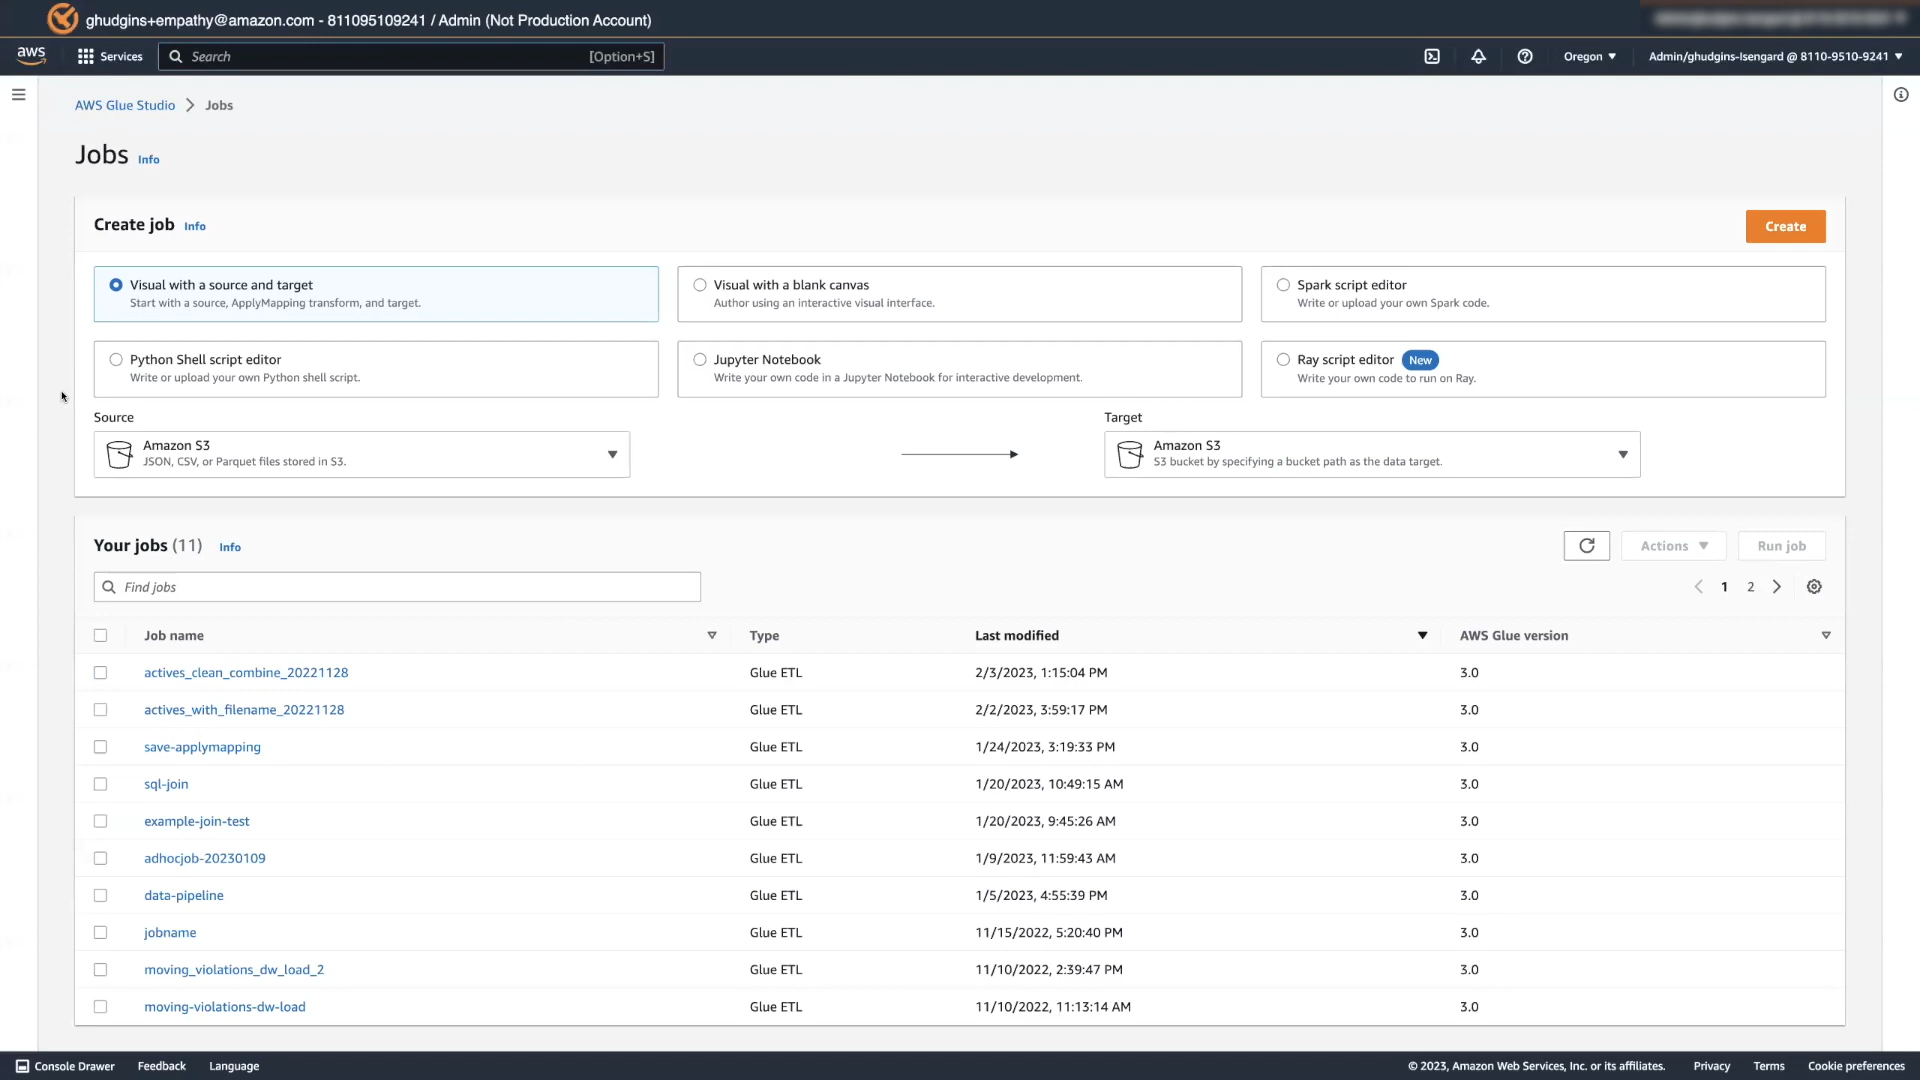 ghudgins+empathy@amazon.com - 811095109241 / Admin (Not Production Account)
aws
Services
Search
[Option+S]
Oregon
Admin/ghudgins-Isengard @ 8110-9510-9241
AWS Glue Studio
Jobs
Jobs
Info
Create job
Info
Create
Visual with a source and target
Start with a source, ApplyMapping transform, and target.
Visual with a blank canvas
Author using an interactive visual interface.
Spark script editor
Write or upload your own Spark code.
Python Shell script editor
Write or upload your own Python shell script.
Jupyter Notebook
Write your own code in a Jupyter Notebook for interactive development.
Ray script editor
New
Write your own code to run on Ray.
Source
Amazon S3
JSON, CSV, or Parquet files stored in S3.
Target
Amazon S3
S3 bucket by specifying a bucket path as the data target.
Your jobs (11)
Info
Actions
Run job
Find jobs
1
2
Job name
Type
Last modified
AWS Glue version
actives_clean_combine_20221128
Glue ETL
2/3/2023, 1:15:04 PM
3.0
actives_with_filename_20221128
Glue ETL
2/2/2023, 3:59:17 PM
3.0
save-applymapping
Glue ETL
1/24/2023, 3:19:33 PM
3.0
sql-join
Glue ETL
1/20/2023, 10:49:15 AM
3.0
example-join-test
Glue ETL
1/20/2023, 9:45:26 AM
3.0
adhocjob-20230109
Glue ETL
1/9/2023, 11:59:43 AM
3.0
data-pipeline
Glue ETL
1/5/2023, 4:55:39 PM
3.0
jobname
Glue ETL
11/15/2022, 5:20:40 PM
3.0
moving_violations_dw_load_2
Glue ETL
11/10/2022, 2:39:47 PM
3.0
moving-violations-dw-load
Glue ETL
11/10/2022, 11:13:14 AM
3.0
Console Drawer
Feedback
Language
© 2023, Amazon Web Services, Inc. or its affiliates.
Privacy
Terms
Cookie preferences